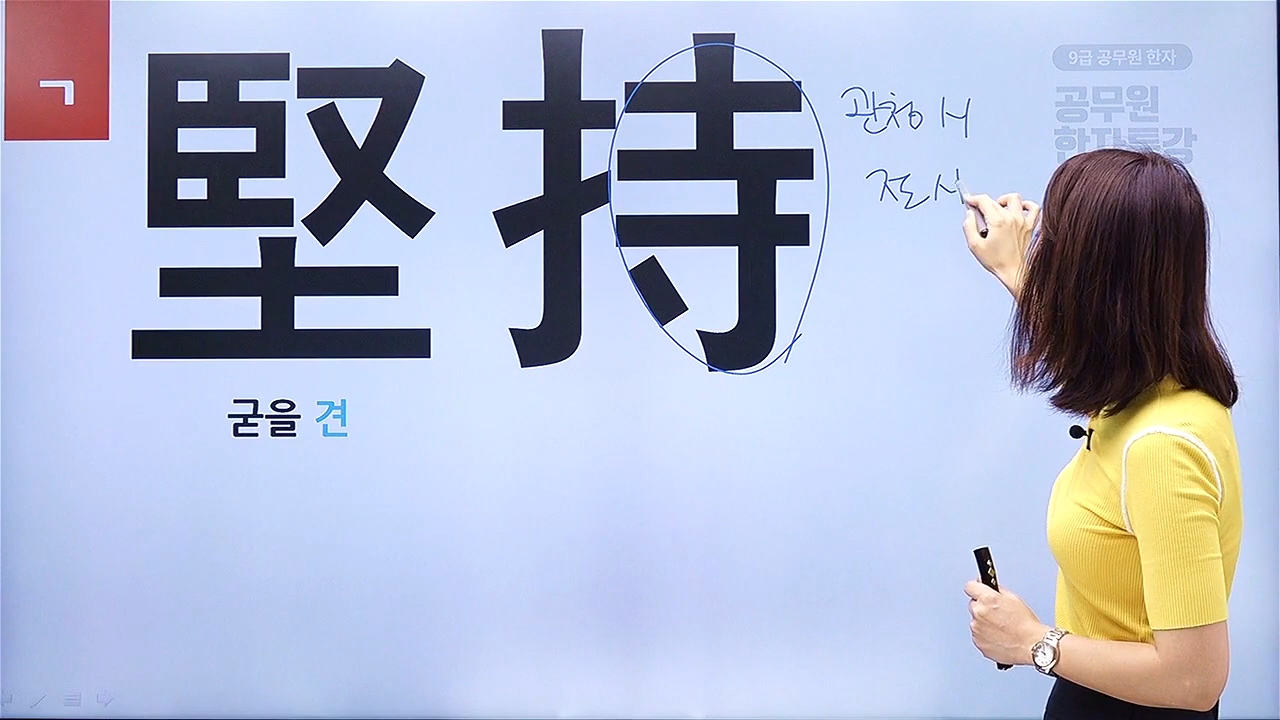 ㄱ
堅持
굳을 견
관청 시
절 시
9급 공무원 한자
공무원
한자특강